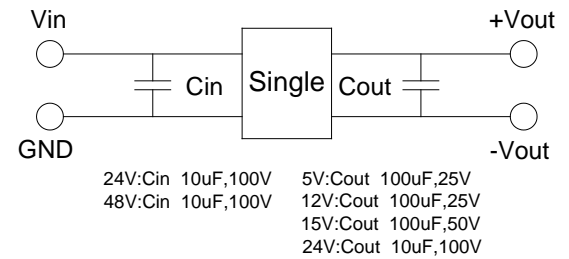 Vin +Vout
Cin Single Cout
GND -Vout
24V:Cin 10uF,100V 5V:Cout 100uF,25V
48V:Cin 10uF,100V 12V:Cout 100uF,25V
15V:Cout 100uF,50V
24V:Cout 10uF,100V